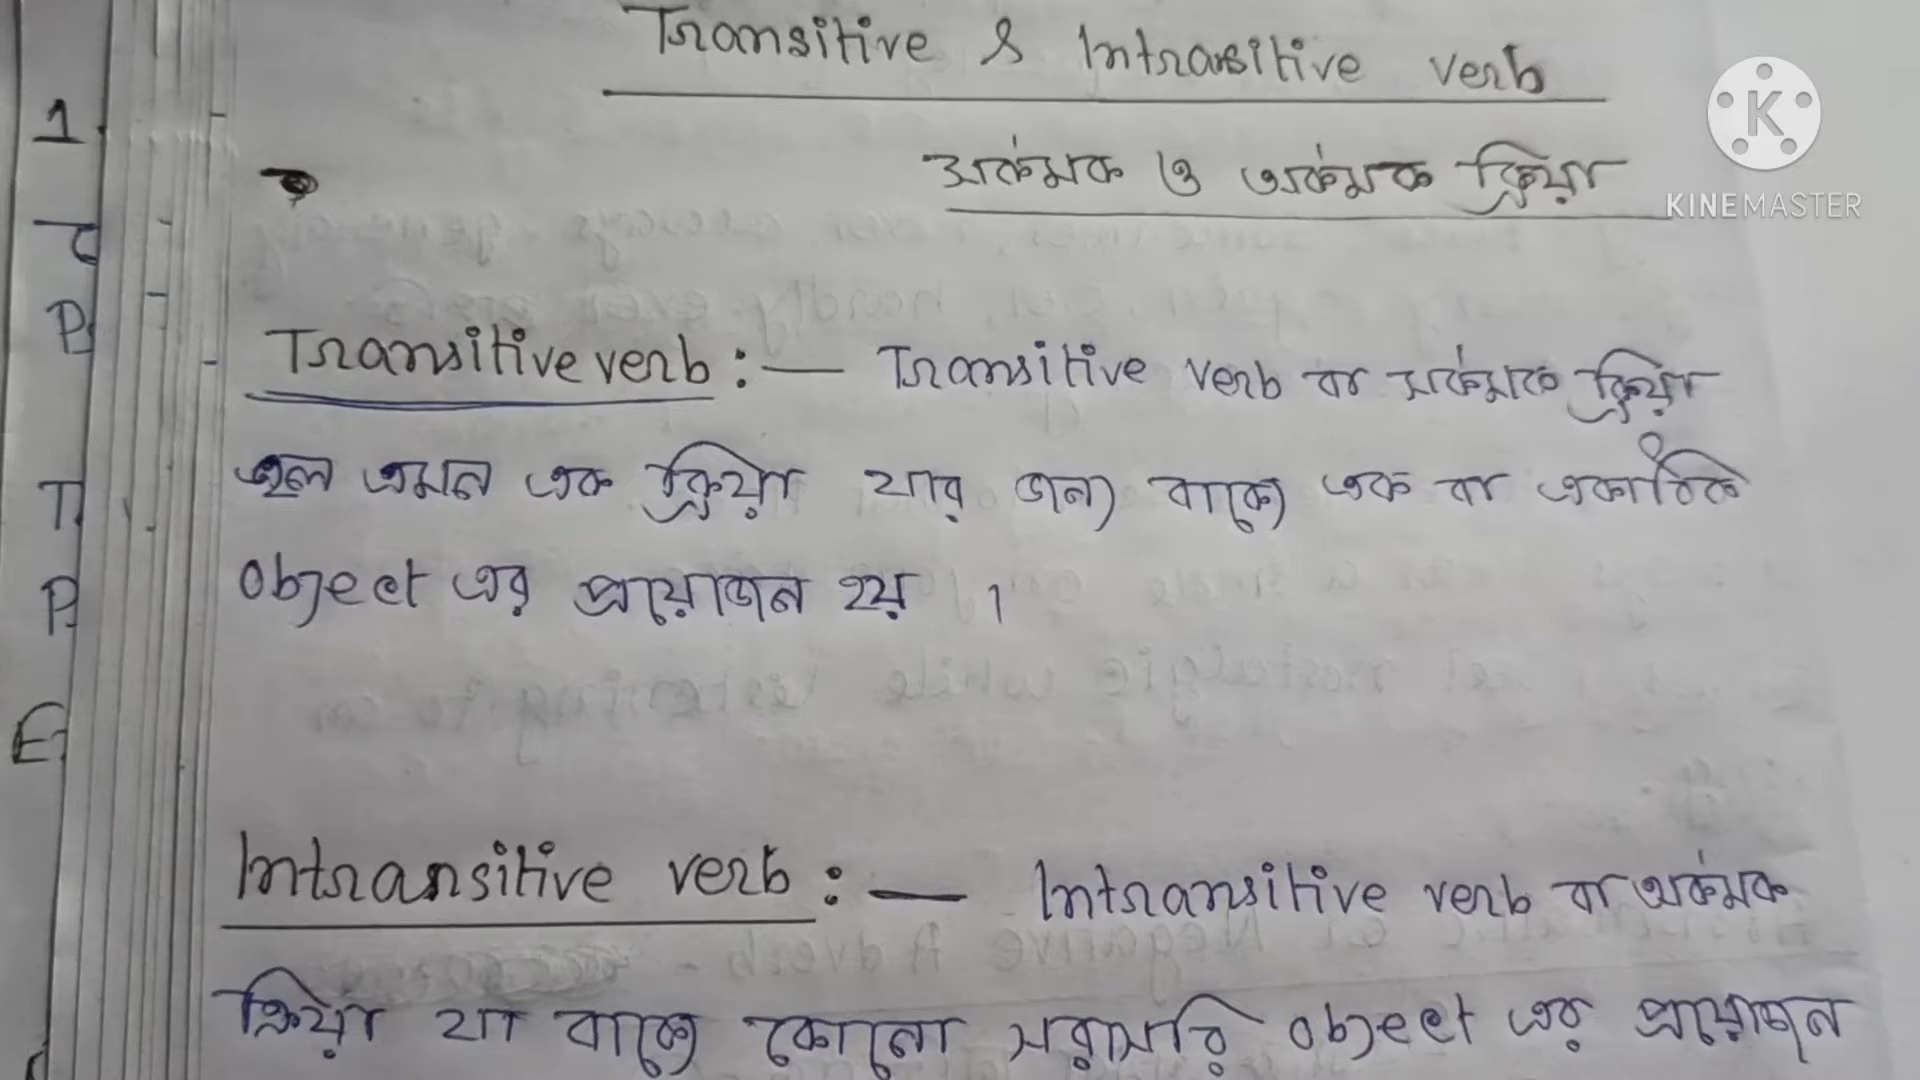 Transitive & Intransitive verb
সকর্মক ও অকর্মক ক্রিয়া
KINEMASTER
Transitive verb :— Transitive verb বা সকর্মক ক্রিয়া
হল এমন এক ক্রিয়া যার জন্য বাক্যে এক বা একাধিক
object এর প্রয়োজন হয় ।
Intransitive verb :— Intransitive verb বা অকর্মক
ক্রিয়া যা বাক্যে কোনো সরাসরি object এর প্রয়োজন
1.
P.
T.
P.
E.